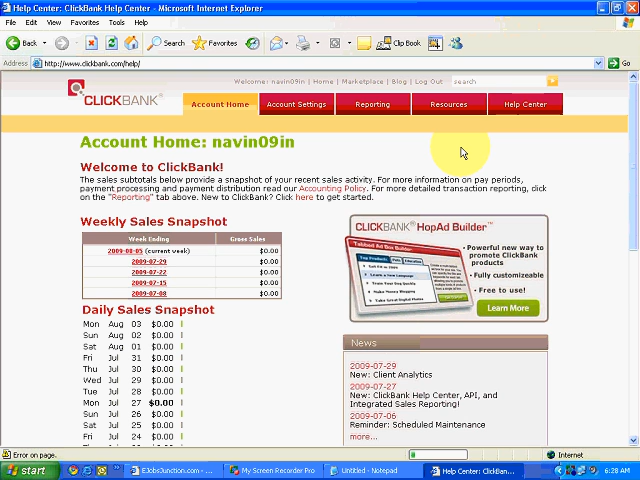 Help Center: ClickBank Help Center - Microsoft Internet Explorer
File Edit View Favorites Tools Help
Back Search Favorites Clip Book
Address http://www.clickbank.com/help/ Go
Welcome: navin09in | Home | Marketplace | Blog | Log Out search
CLICKBANK
Account Home Account Settings Reporting Resources Help Center
Account Home: navin09in
Welcome to ClickBank!
The sales subtotals below provide a snapshot of your recent sales activity. For more information on pay periods,
payment processing and payment distribution read our Accounting Policy. For more detailed transaction reporting, click
on the "Reporting" tab above. New to ClickBank? Click here to get started.
Weekly Sales Snapshot
Week Ending Gross Sales
2009-08-05 (current week) $0.00
2009-07-29 $0.00
2009-07-22 $0.00
2009-07-15 $0.00
2009-07-08 $0.00
Daily Sales Snapshot
Mon Aug 03 $0.00
Sun Aug 02 $0.00
Sat Aug 01 $0.00
Fri Jul 31 $0.00
Thu Jul 30 $0.00
Wed Jul 29 $0.00
Tue Jul 28 $0.00
Mon Jul 27 $0.00
Sun Jul 26 $0.00
Sat Jul 25 $0.00
Fri Jul 24 $0.00
CLICKBANK HopAd Builder™
"Tabbed Ad Box Builder"
Top Products
Learn a New Language
Powerful new way to
promote ClickBank
products
Fully customizeable
Free to use!
Learn More
News
2009-07-29
New: Client Analytics
2009-07-27
New: ClickBank Help Center, API, and
Integrated Sales Reporting!
2009-07-06
Reminder: Scheduled Maintenance
more...
Error on page. Internet
start EJobsJunction.com -... My Screen Recorder Pro Untitled - Notepad Help Center: ClickBan... 6:28 AM